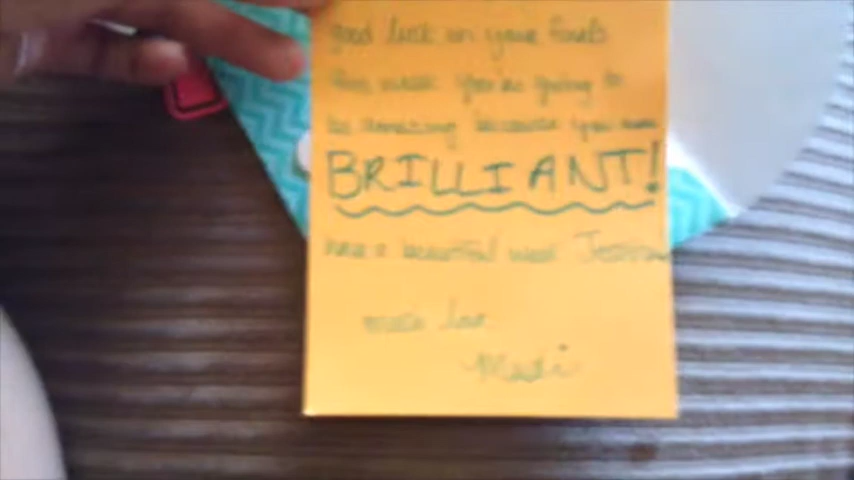 good luck on your finals
this week you're going to
be amazing because you are
BRILLIANT!
have a beautiful week
much love